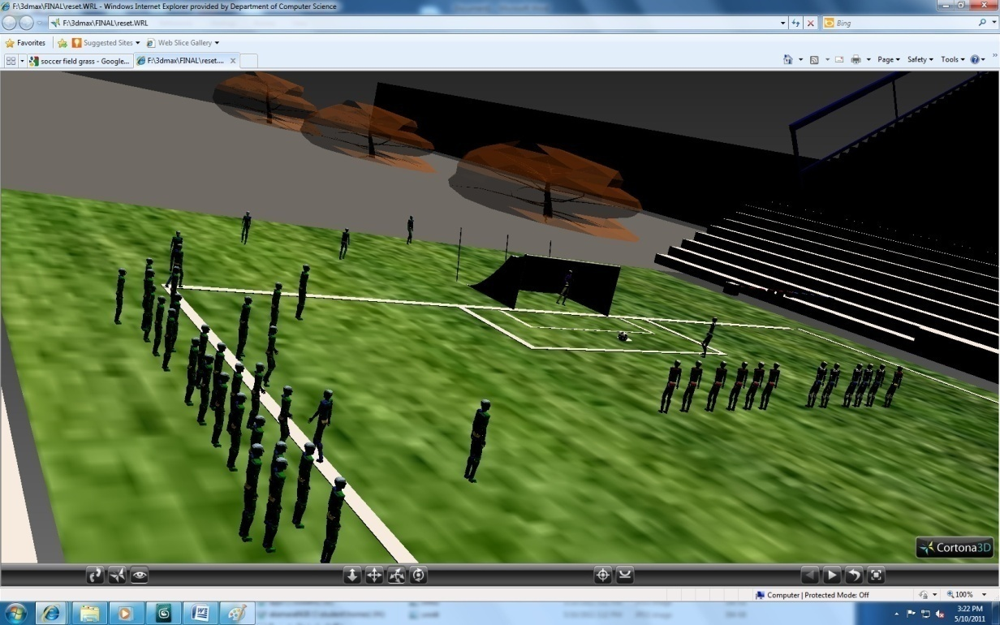 F:\3dmax\FINAL\reset.WRL - Windows Internet Explorer provided by Department of Computer Science
F:\3dmax\FINAL\reset.WRL
Bing
Favorites
Suggested Sites
Web Slice Gallery
soccer field grass - Google...
F:\3dmax\FINAL\reset....
Page
Safety
Tools
Cortona3D
Computer | Protected Mode: Off
100%
3:22 PM
5/10/2011